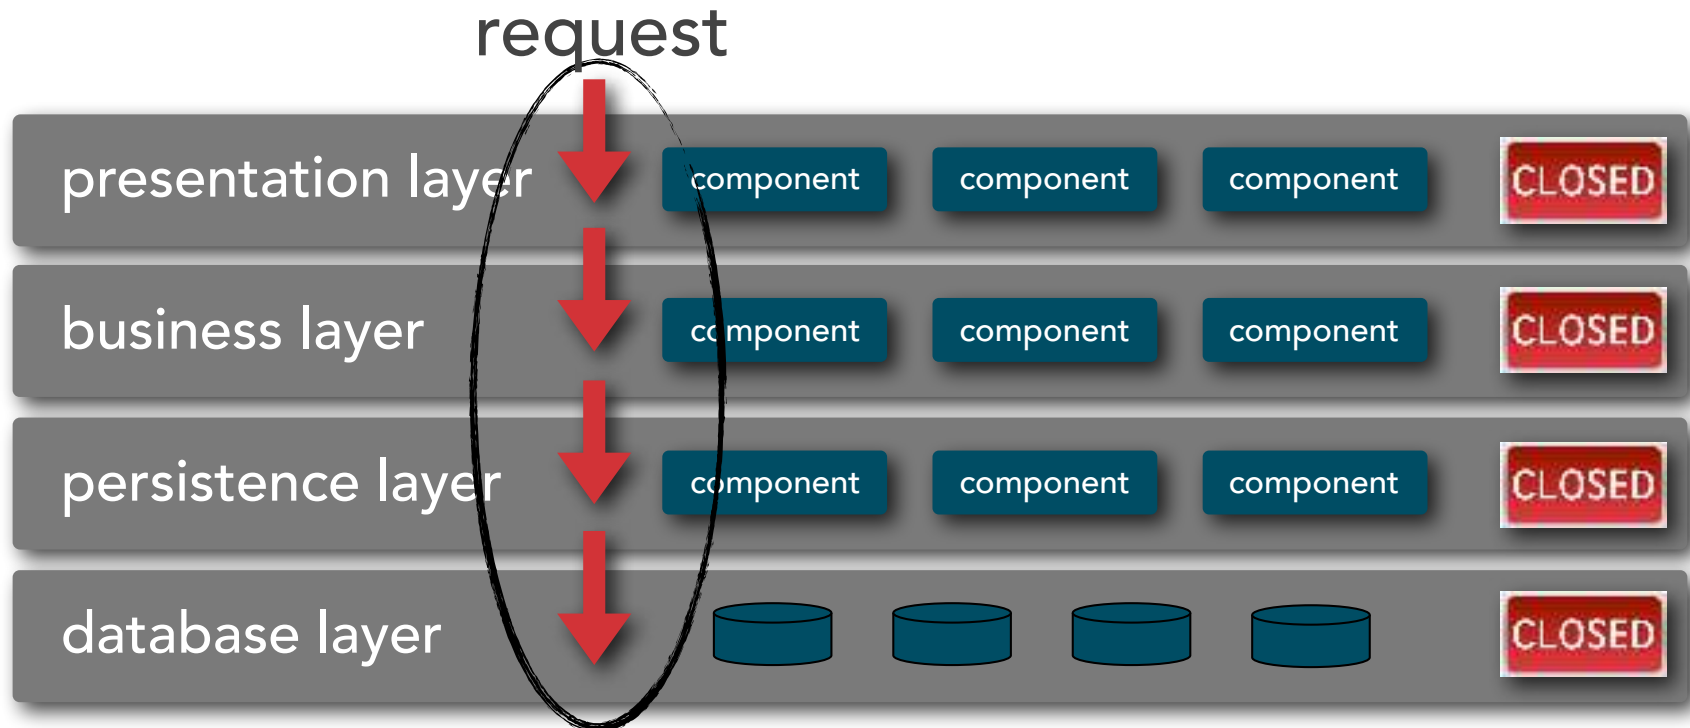 request
presentation layer component component component CLOSED
business layer component component component CLOSED
persistence layer component component component CLOSED
database layer CLOSED